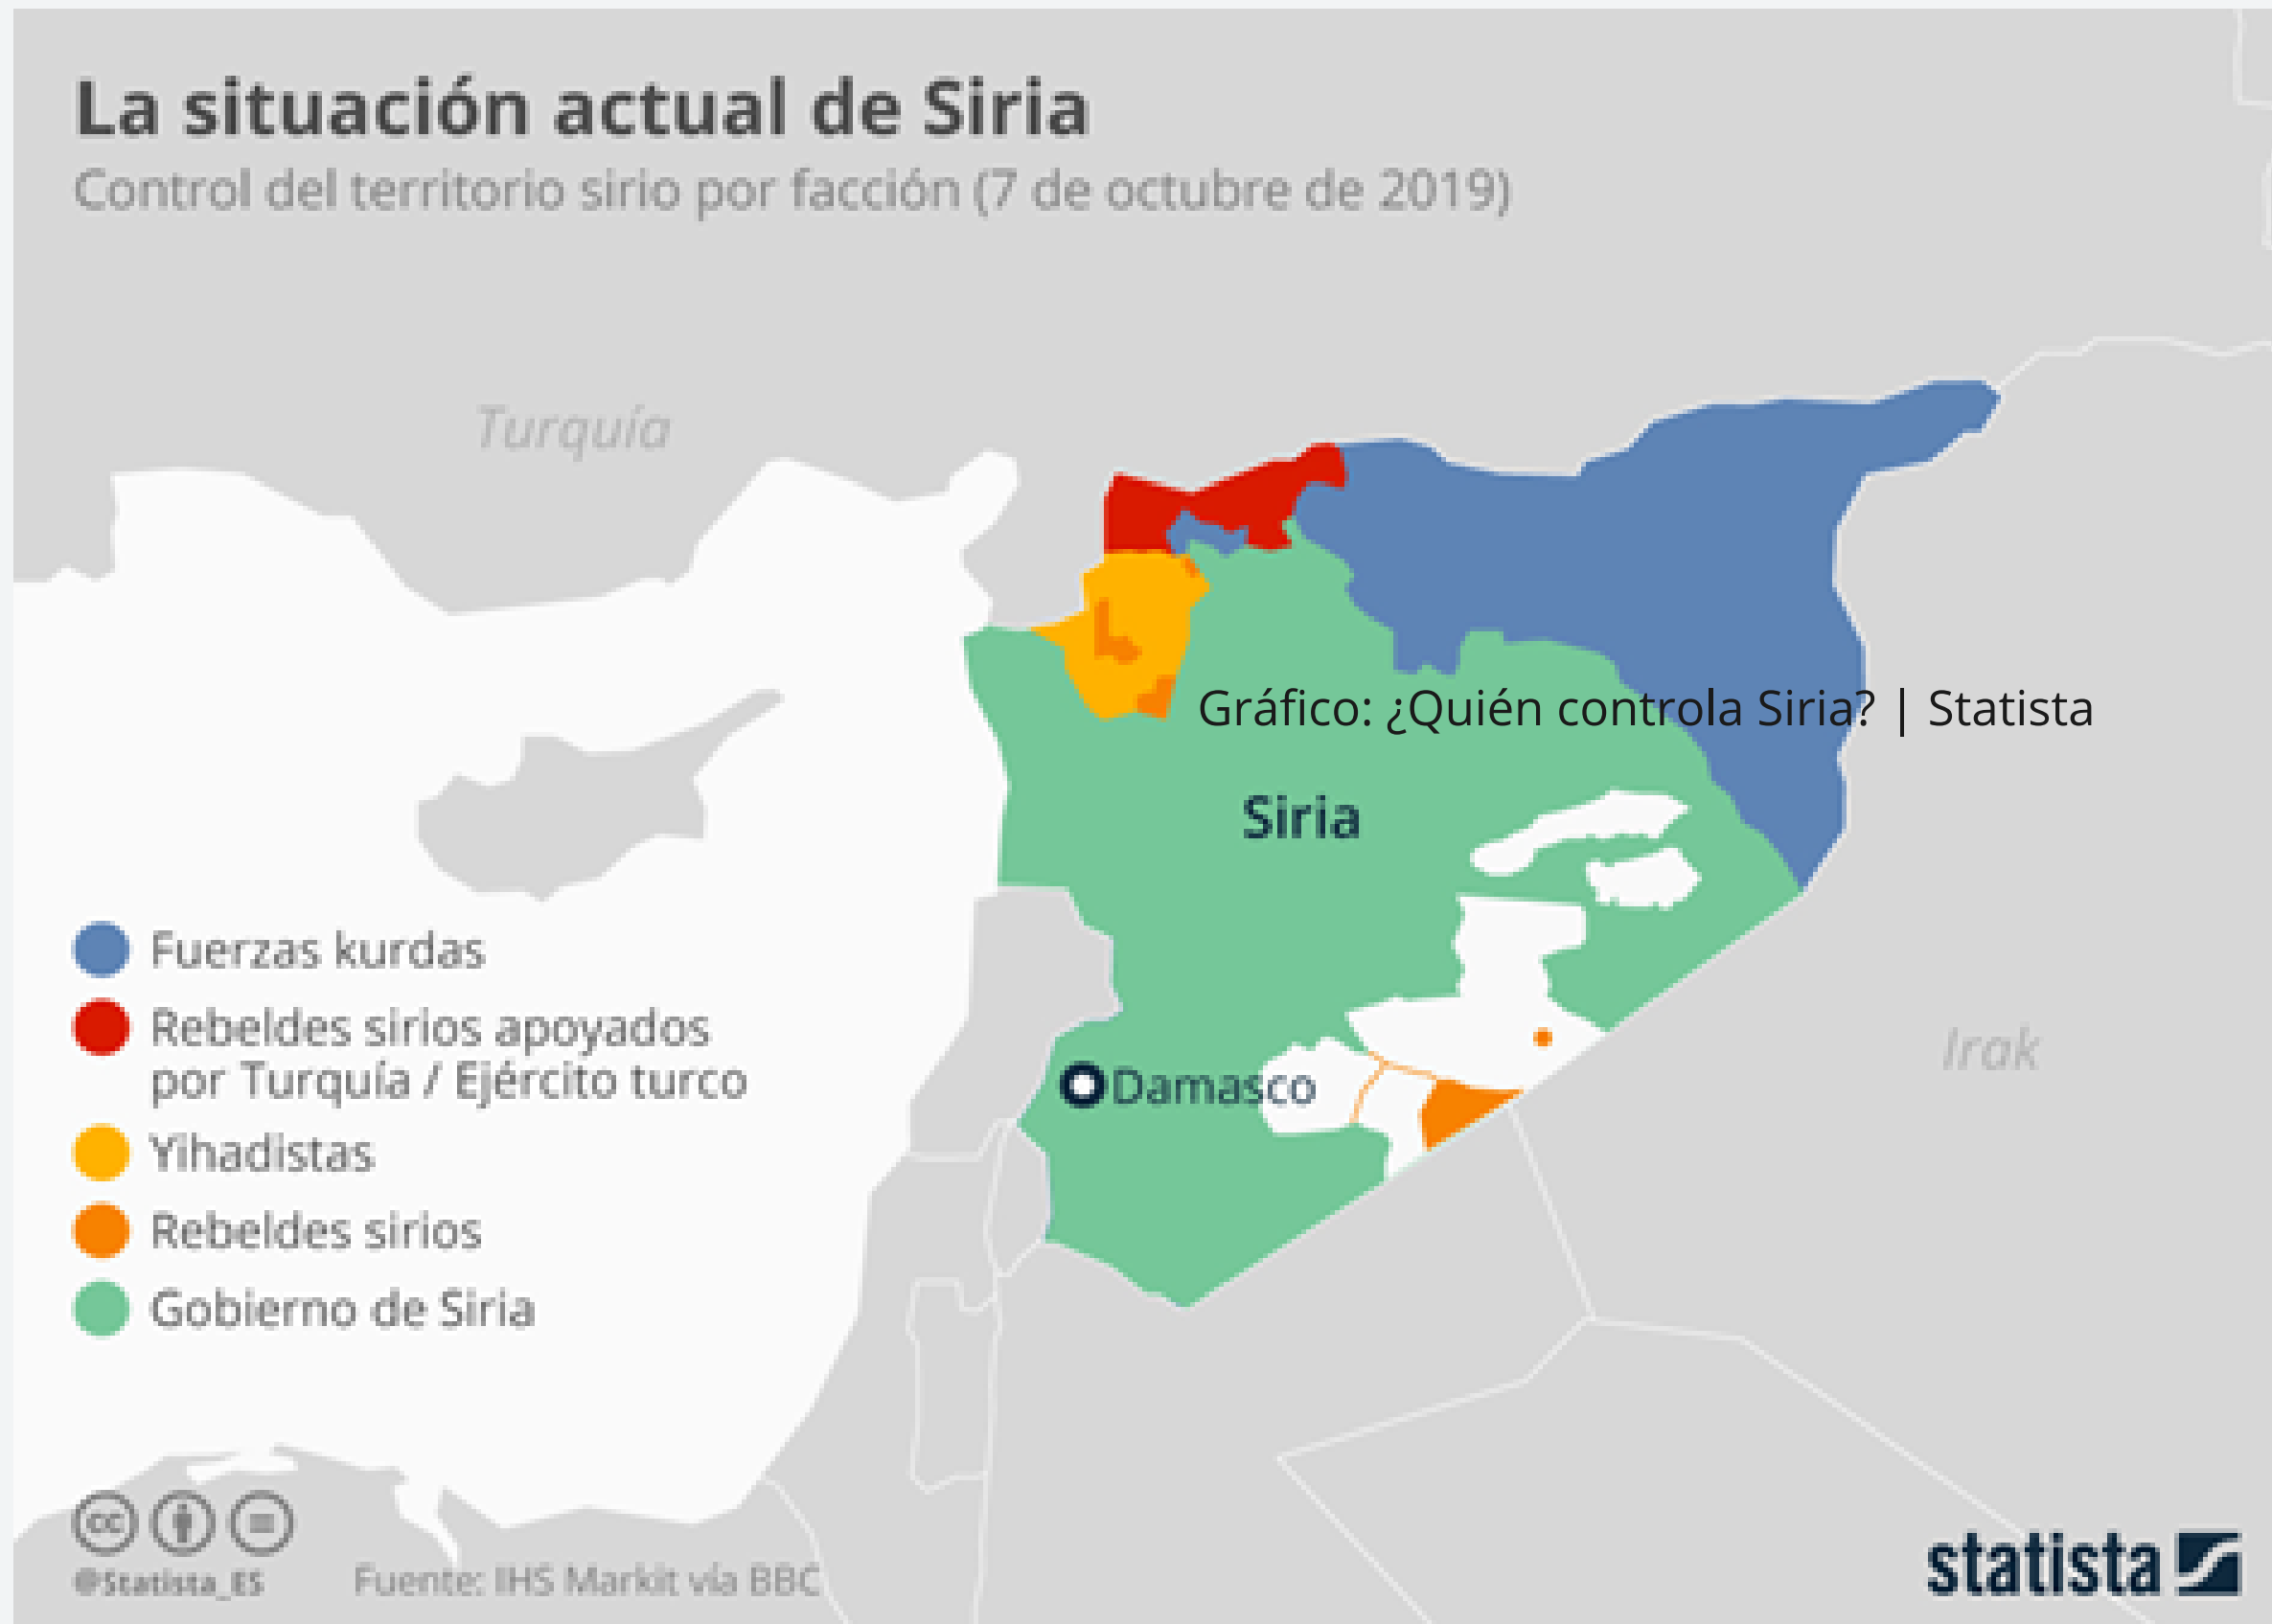 La situación actual de Siria
Control del territorio sirio por facción (7 de octubre de 2019)
Turquía
Gráfico: ¿Quién controla Siria? | Statista
Siria
Fuerzas kurdas
Rebeldes sirios apoyados
por Turquía / Ejército turco
Irak
Damasco
Yihadistas
Rebeldes sirios
Gobierno de Siria
cc
@Statista_ES
Fuente: IHS Markit vía BBC
statista